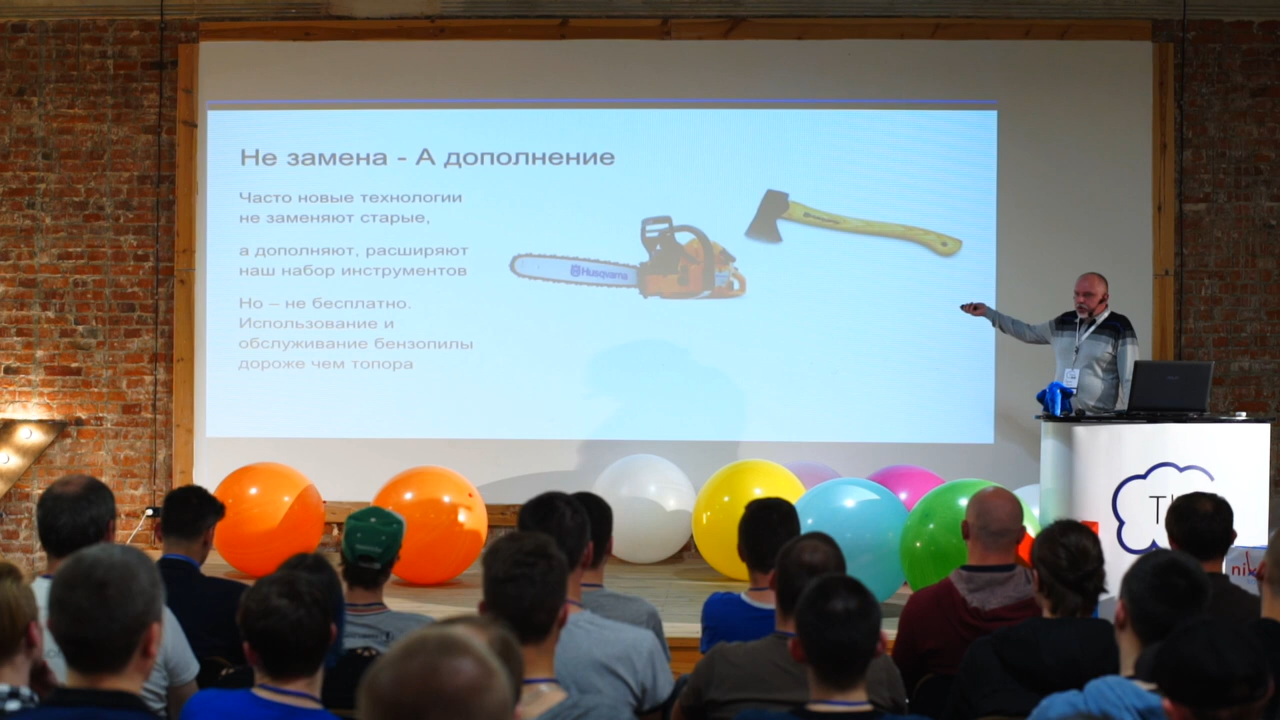 Не замена - А дополнение
Часто новые технологии
не заменяют старые,
а дополняют, расширяют
наш набор инструментов
Но – не бесплатно.
Использование и
обслуживание бензопилы
дороже чем топора
Husqvarna